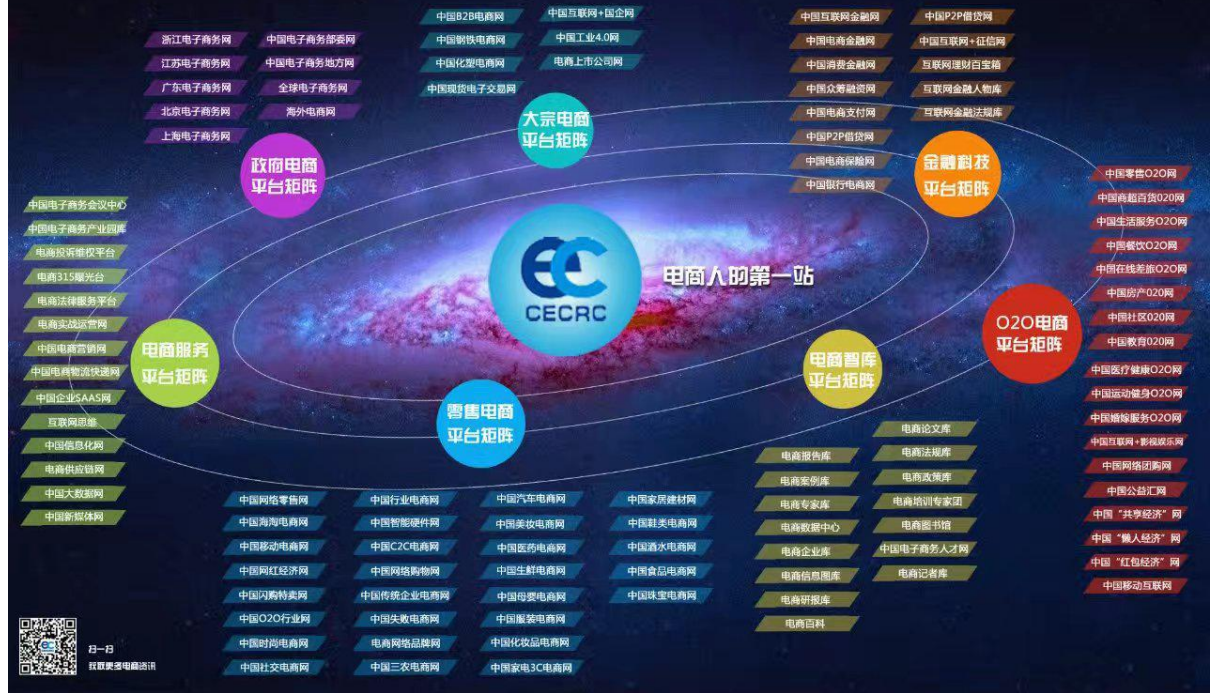 浙江电子商务网
江苏电子商务网
广东电子商务网
北京电子商务网
上海电子商务网
中国电子商务部委网
中国电子商务地方网
全球电子商务网
海外电商网
政府电商
平台矩阵
中国B2B电商网
中国钢铁电商网
中国化塑电商网
中国现货电子交易网
中国互联网+国企网
中国工业4.0网
电商上市公司网
大宗电商
平台矩阵
中国互联网金融网
中国电商金融网
中国消费金融网
中国众筹融资网
中国电商支付网
中国P2P借贷网
中国电商保险网
中国银行电商网
中国P2P借贷网
中国互联网+征信网
互联网理财百宝箱
互联网金融人物库
互联网金融法规库
金融科技
平台矩阵
中国电子商务会议中心
中国电子商务产业园库
电商投诉维权平台
电商315曝光台
电商法律服务平台
电商实战运营网
中国电商营销网
中国电商物流快递网
中国企业SAAS网
互联网思维
中国信息化网
电商供应链网
中国大数据网
中国新媒体网
电商服务
平台矩阵
CECRC
电商人的第一站
中国零售O2O网
中国商超百货020网
中国生活服务O2O网
中国餐饮O2O网
中国在线差旅O2O网
中国房产020网
中国社区020网
中国教育020网
中国医疗健康O2O网
中国运动健身O2O网
中国婚嫁服务O2O网
中国互联网+影视娱乐网
中国网络团购网
中国公益汇网
中国“共享经济”网
中国“懒人经济”网
中国“红包经济”网
中国移动互联网
O2O电商
平台矩阵
电商智库
平台矩阵
电商报告库
电商案例库
电商专家库
电商数据中心
电商企业库
电商信息图库
电商研报库
电商百科
电商论文库
电商法规库
电商政策库
电商培训专家团
电商图书馆
中国电子商务人才网
电商记者库
零售电商
平台矩阵
中国网络零售网
中国海淘电商网
中国移动电商网
中国网红经济网
中国闪购特卖网
中国O2O行业网
中国时尚电商网
中国社交电商网
中国行业电商网
中国智能硬件网
中国C2C电商网
中国网络购物网
中国传统企业电商网
中国失败电商网
电商网络品牌网
中国三农电商网
中国汽车电商网
中国美妆电商网
中国医药电商网
中国生鲜电商网
中国母婴电商网
中国服装电商网
中国化妆品电商网
中国家电3C电商网
中国家居建材网
中国鞋类电商网
中国酒水电商网
中国食品电商网
中国珠宝电商网
扫一扫
获取更多电商资讯